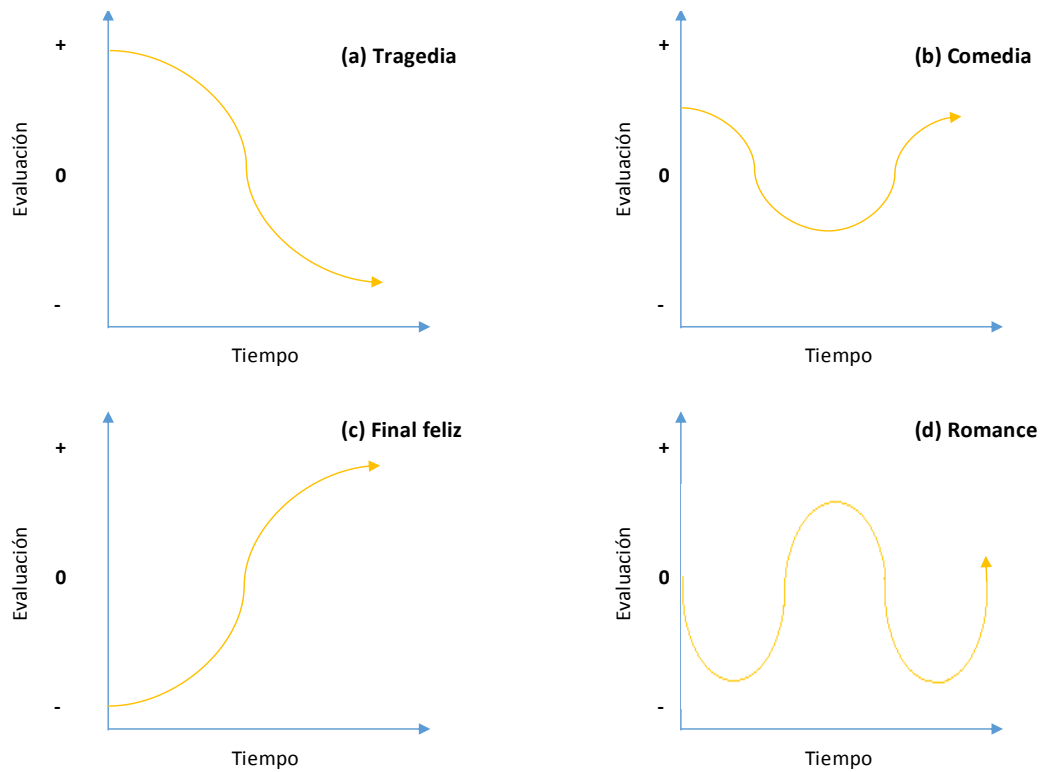 +
(a) Tragedia
Evaluación
0
-
Tiempo
+
(b) Comedia
Evaluación
0
-
Tiempo
+
(c) Final feliz
Evaluación
0
-
Tiempo
+
(d) Romance
Evaluación
0
-
Tiempo